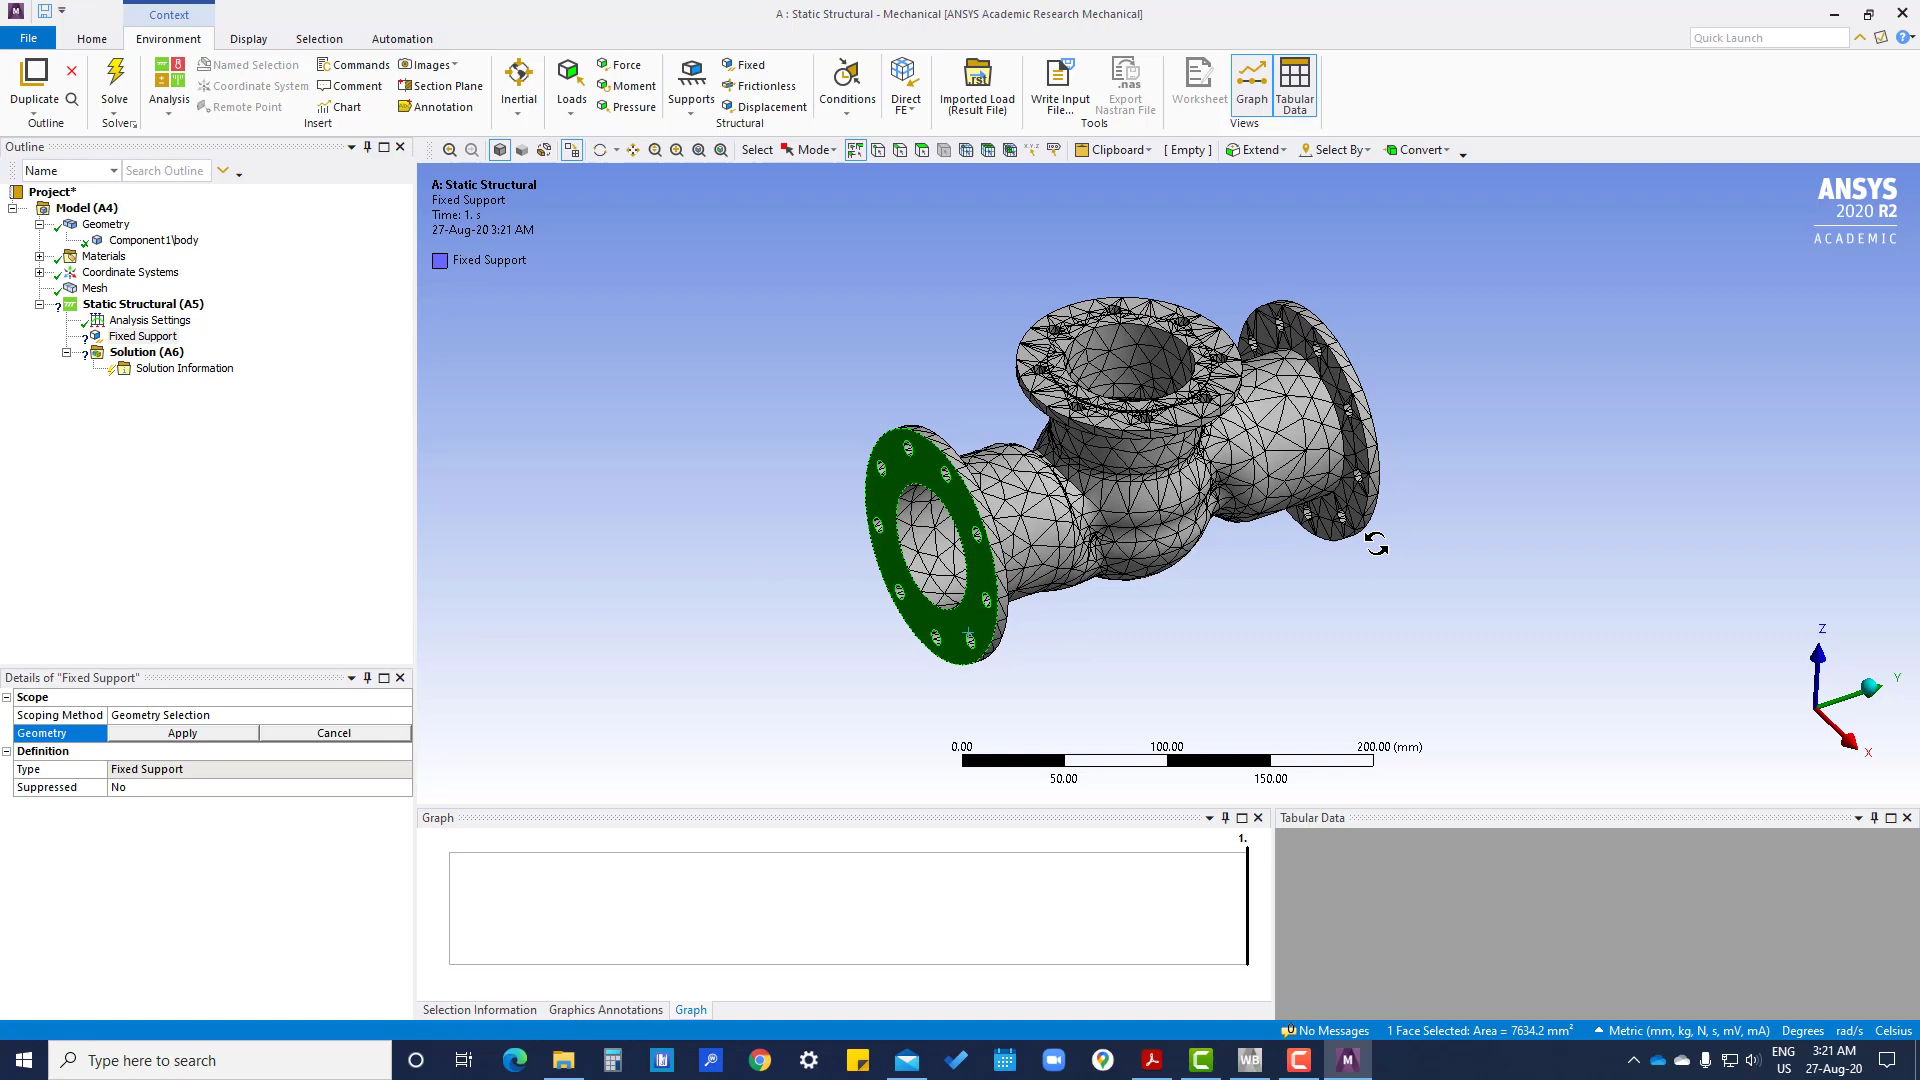 Context
A : Static Structural - Mechanical [ANSYS Academic Research Mechanical]
File Home Environment Display Selection Automation
Quick Launch
Duplicate
Outline
Solve
Solver
Analysis
Named Selection
Coordinate System
Remote Point
Commands
Comment
Chart
Images
Section Plane
Annotation
Insert
Inertial
Loads
Force
Moment
Pressure
Supports
Fixed
Frictionless
Displacement
Structural
Conditions
Direct
FE
Imported Load
(Result File)
Write Input
File...
Export
Nastran File
Tools
Worksheet
Graph
Tabular
Data
Views
Outline
Name
Search Outline
Select Mode
Clipboard [ Empty ] Extend Select By Convert
Project*
Model (A4)
Geometry
Component1\body
Materials
Coordinate Systems
Mesh
Static Structural (A5)
Analysis Settings
Fixed Support
Solution (A6)
Solution Information
A: Static Structural
Fixed Support
Time: 1. s
27-Aug-20 3:21 AM
Fixed Support
ANSYS
2020 R2
ACADEMIC
Z
Y
X
0.00 100.00 200.00 (mm)
50.00 150.00
Details of "Fixed Support"
Scope
Scoping Method Geometry Selection
Geometry Apply Cancel
Definition
Type Fixed Support
Suppressed No
Graph
1.
Tabular Data
Selection Information Graphics Annotations Graph
No Messages 1 Face Selected: Area = 7634.2 mm² Metric (mm, kg, N, s, mV, mA) Degrees rad/s Celsius
Type here to search
WB
M
ENG
US
3:21 AM
27-Aug-20